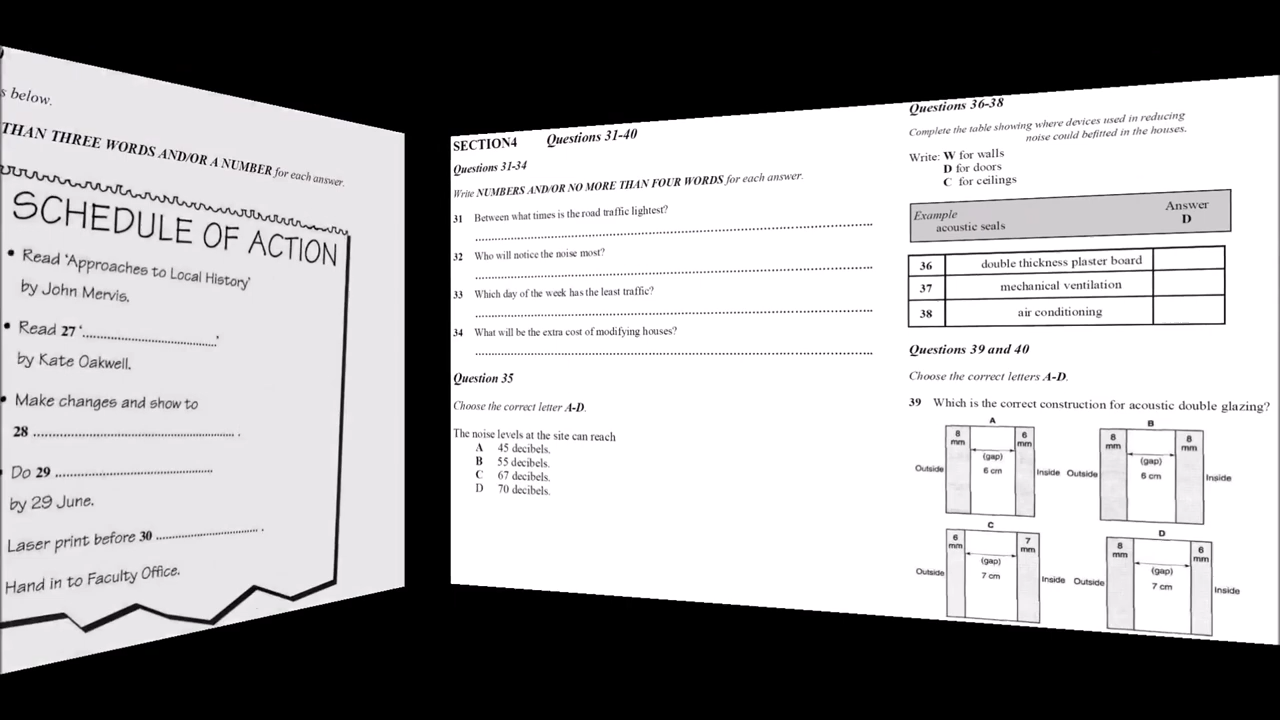 s below.
THAN THREE WORDS AND/OR A NUMBER for each answer.
SCHEDULE OF ACTION
• Read 'Approaches to Local History'
by John Mervis.
• Read 27 '..............................'
by Kate Oakwell.
• Make changes and show to
28 .............................................. .
Do 29 ...................................
by 29 June.
Laser print before 30 .......................... .
Hand in to Faculty Office.
SECTION4 Questions 31-40
Questions 31-34
Write NUMBERS AND/OR NO MORE THAN FOUR WORDS for each answer.
31 Between what times is the road traffic lightest?
32 Who will notice the noise most?
33 Which day of the week has the least traffic?
34 What will be the extra cost of modifying houses?
Question 35
Choose the correct letter A-D.
The noise levels at the site can reach
A 45 decibels.
B 55 decibels.
C 67 decibels.
D 70 decibels.
Questions 36-38
Complete the table showing where devices used in reducing
noise could befitted in the houses.
Write: W for walls
D for doors
C for ceilings
Example Answer
acoustic seals D
36 double thickness plaster board
37 mechanical ventilation
38 air conditioning
Questions 39 and 40
Choose the correct letters A-D.
39 Which is the correct construction for acoustic double glazing?
A
8 mm 6 mm
(gap)
6 cm
Outside Inside
B
8 mm 8 mm
(gap)
6 cm
Outside Inside
C
6 mm 7 mm
(gap)
7 cm
Outside Inside
D
8 mm 6 mm
(gap)
7 cm
Outside Inside